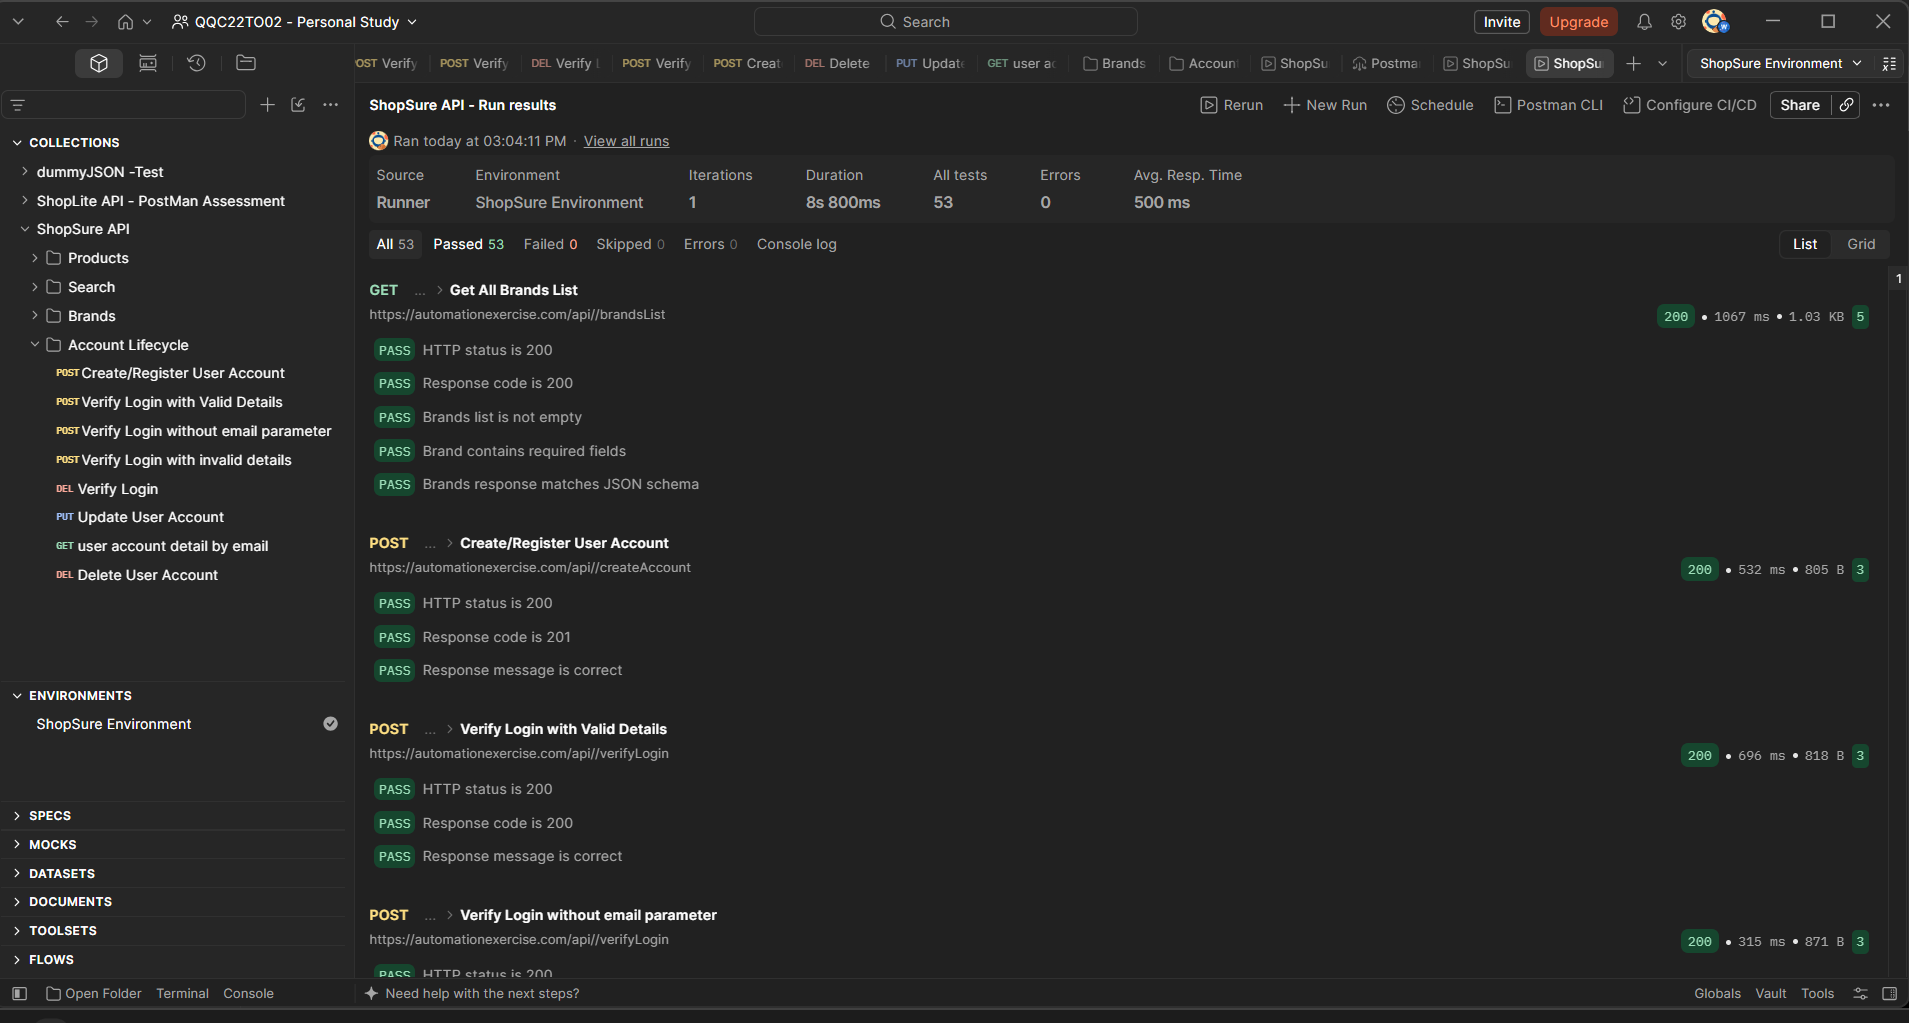 QQC22TO02 - Personal Study
Search
Invite
Upgrade
POST Verify
POST Verify
DEL Verify
POST Verify
POST Creat
DEL Delete
PUT Update
GET user ac
Brands
Account
ShopSu
Postma
ShopSu
ShopSu
ShopSure Environment
COLLECTIONS
dummyJSON -Test
ShopLite API - PostMan Assessment
ShopSure API
Products
Search
Brands
Account Lifecycle
POST Create/Register User Account
POST Verify Login with Valid Details
POST Verify Login without email parameter
POST Verify Login with invalid details
DEL Verify Login
PUT Update User Account
GET user account detail by email
DEL Delete User Account
ENVIRONMENTS
ShopSure Environment
SPECS
MOCKS
DATASETS
DOCUMENTS
TOOLSETS
FLOWS
ShopSure API - Run results
Rerun
New Run
Schedule
Postman CLI
Configure CI/CD
Share
Ran today at 03:04:11 PM · View all runs
Source Environment Iterations Duration All tests Errors Avg. Resp. Time
Runner ShopSure Environment 1 8s 800ms 53 0 500 ms
All 53 Passed 53 Failed 0 Skipped 0 Errors 0 Console log
List Grid
1
GET ... > Get All Brands List
https://automationexercise.com/api//brandsList
200 • 1067 ms • 1.03 KB 5
PASS HTTP status is 200
PASS Response code is 200
PASS Brands list is not empty
PASS Brand contains required fields
PASS Brands response matches JSON schema
POST ... > Create/Register User Account
https://automationexercise.com/api//createAccount
200 • 532 ms • 805 B 3
PASS HTTP status is 200
PASS Response code is 201
PASS Response message is correct
POST ... > Verify Login with Valid Details
https://automationexercise.com/api//verifyLogin
200 • 696 ms • 818 B 3
PASS HTTP status is 200
PASS Response code is 200
PASS Response message is correct
POST ... > Verify Login without email parameter
https://automationexercise.com/api//verifyLogin
200 • 315 ms • 871 B 3
PASS HTTP status is 200
Open Folder Terminal Console
Need help with the next steps?
Globals Vault Tools